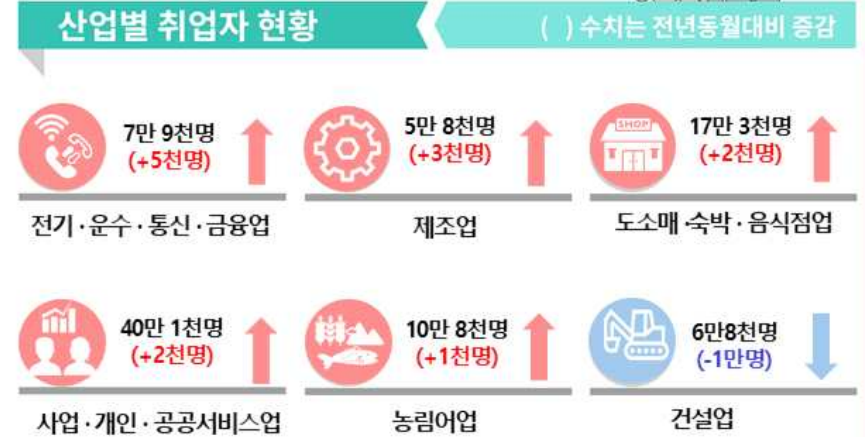 산업별 취업자 현황
( ) 수치는 전년동월대비 증감
7만 9천명
(+5천명)
전기·운수·통신·금융업
5만 8천명
(+3천명)
제조업
SHOP
17만 3천명
(+2천명)
도소매·숙박·음식점업
40만 1천명
(+2천명)
사업·개인·공공서비스업
10만 8천명
(+1천명)
농림어업
6만8천명
(-1만명)
건설업